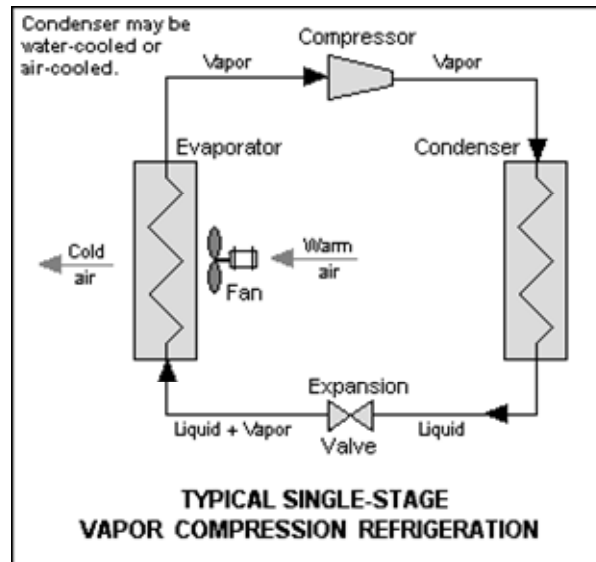 Condenser may be
water-cooled or
air-cooled.
Compressor
Vapor
Vapor
Evaporator
Condenser
Cold
air
Warm
air
Fan
Expansion
Valve
Liquid + Vapor
Liquid
TYPICAL SINGLE-STAGE
VAPOR COMPRESSION REFRIGERATION